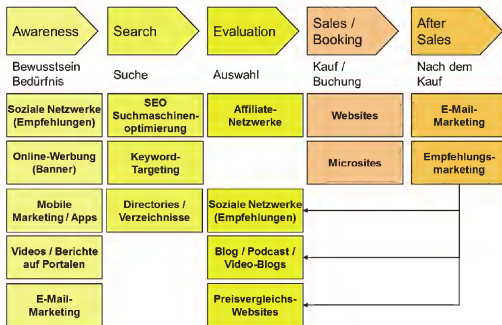 Awareness
Search
Evaluation
Sales /
Booking
After
Sales
Bewusstsein
Bedürfnis
Suche
Auswahl
Kauf /
Buchung
Nach dem
Kauf
Soziale Netzwerke
(Empfehlungen)
SEO
Suchmaschinen-
optimierung
Affiliate-
Netzwerke
Websites
E-Mail-
Marketing
Online-Werbung
(Banner)
Keyword-
Targeting
Microsites
Empfehlungs-
marketing
Mobile
Marketing / Apps
Directories /
Verzeichnisse
Soziale Netzwerke
(Empfehlungen)
Videos / Berichte
auf Portalen
Blog / Podcast /
Video-Blogs
E-Mail-
Marketing
Preisvergleichs-
Websites